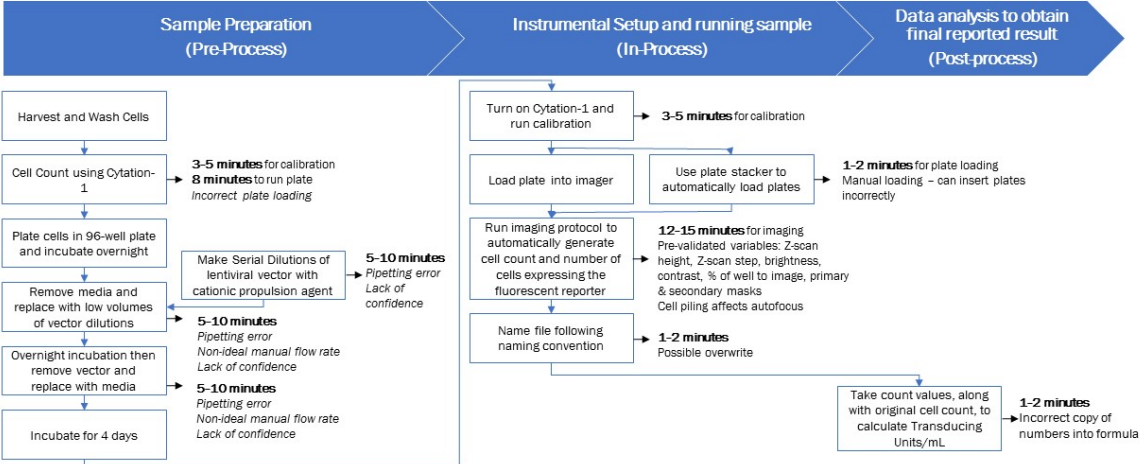 Sample Preparation
(Pre-Process)
Instrumental Setup and running sample
(In-Process)
Data analysis to obtain
final reported result
(Post-process)
Harvest and Wash Cells
Cell Count using Cytation-
1
3-5 minutes for calibration
8 minutes to run plate
Incorrect plate loading
Plate cells in 96-well plate
and incubate overnight
Make Serial Dilutions of
lentiviral vector with
cationic propulsion agent
5-10 minutes
Pipetting error
Lack of
confidence
Remove media and
replace with low volumes
of vector dilutions
5-10 minutes
Pipetting error
Non-ideal manual flow rate
Lack of confidence
Overnight incubation then
remove vector and
replace with media
5-10 minutes
Pipetting error
Non-ideal manual flow rate
Lack of confidence
Incubate for 4 days
Turn on Cytation-1 and
run calibration
3-5 minutes for calibration
Load plate into imager
Use plate stacker to
automatically load plates
1-2 minutes for plate loading
Manual loading – can insert plates
incorrectly
Run imaging protocol to
automatically generate
cell count and number of
cells expressing the
fluorescent reporter
12-15 minutes for imaging
Pre-validated variables: Z-scan
height, Z-scan step, brightness,
contrast, % of well to image, primary
& secondary masks
Cell piling affects autofocus
Name file following
naming convention
1-2 minutes
Possible overwrite
Take count values, along
with original cell count, to
calculate Transducing
Units/mL
1-2 minutes
Incorrect copy of
numbers into formula